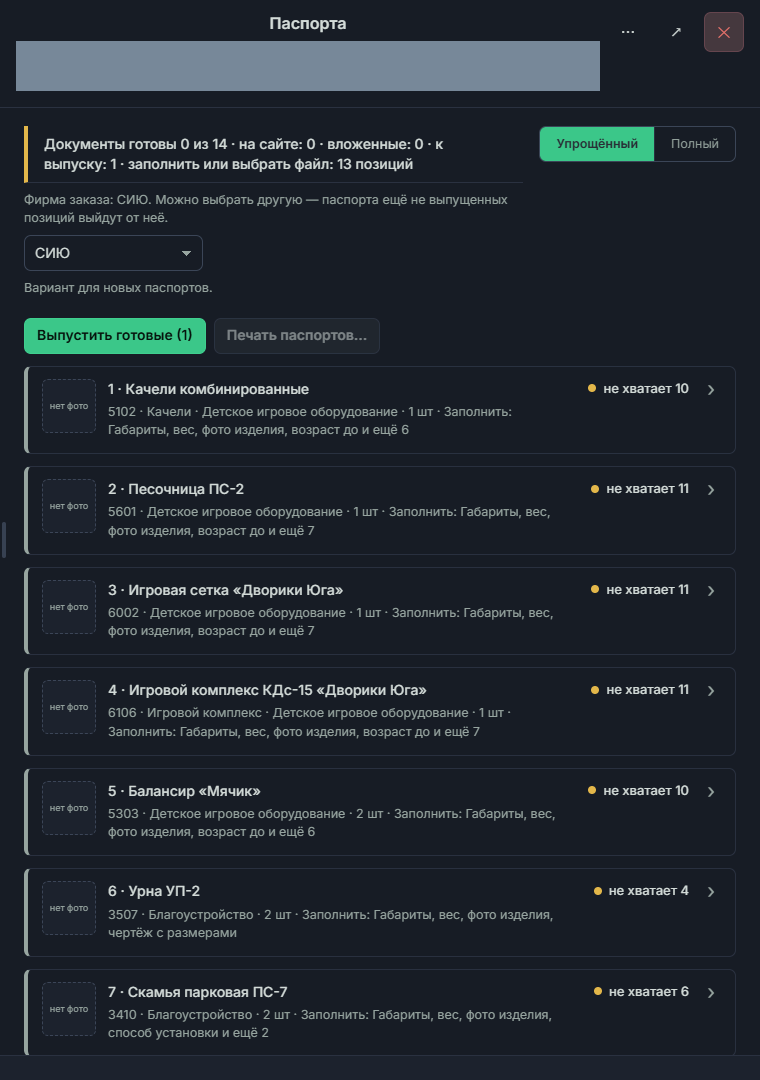 Паспорта
...
Документы готовы 0 из 14 · на сайте: 0 · вложенные: 0 · к
выпуску: 1 · заполнить или выбрать файл: 13 позиций
Упрощённый
Полный
Фирма заказа: СИЮ. Можно выбрать другую — паспорта ещё не выпущенных
позиций выйдут от неё.
СИЮ
Вариант для новых паспортов.
Выпустить готовые (1)
Печать паспортов...
нет фото
1 · Качели комбинированные
не хватает 10
5102 · Качели · Детское игровое оборудование · 1 шт · Заполнить:
Габариты, вес, фото изделия, возраст до и ещё 6
нет фото
2 · Песочница ПС-2
не хватает 11
5601 · Детское игровое оборудование · 1 шт · Заполнить: Габариты, вес,
фото изделия, возраст до и ещё 7
нет фото
3 · Игровая сетка «Дворики Юга»
не хватает 11
6002 · Детское игровое оборудование · 1 шт · Заполнить: Габариты, вес,
фото изделия, возраст до и ещё 7
нет фото
4 · Игровой комплекс КДс-15 «Дворики Юга»
не хватает 11
6106 · Игровой комплекс · Детское игровое оборудование · 1 шт ·
Заполнить: Габариты, вес, фото изделия, возраст до и ещё 7
нет фото
5 · Балансир «Мячик»
не хватает 10
5303 · Детское игровое оборудование · 2 шт · Заполнить: Габариты, вес,
фото изделия, возраст до и ещё 6
нет фото
6 · Урна УП-2
не хватает 4
3507 · Благоустройство · 2 шт · Заполнить: Габариты, вес, фото изделия,
чертёж с размерами
нет фото
7 · Скамья парковая ПС-7
не хватает 6
3410 · Благоустройство · 2 шт · Заполнить: Габариты, вес, фото изделия,
способ установки и ещё 2